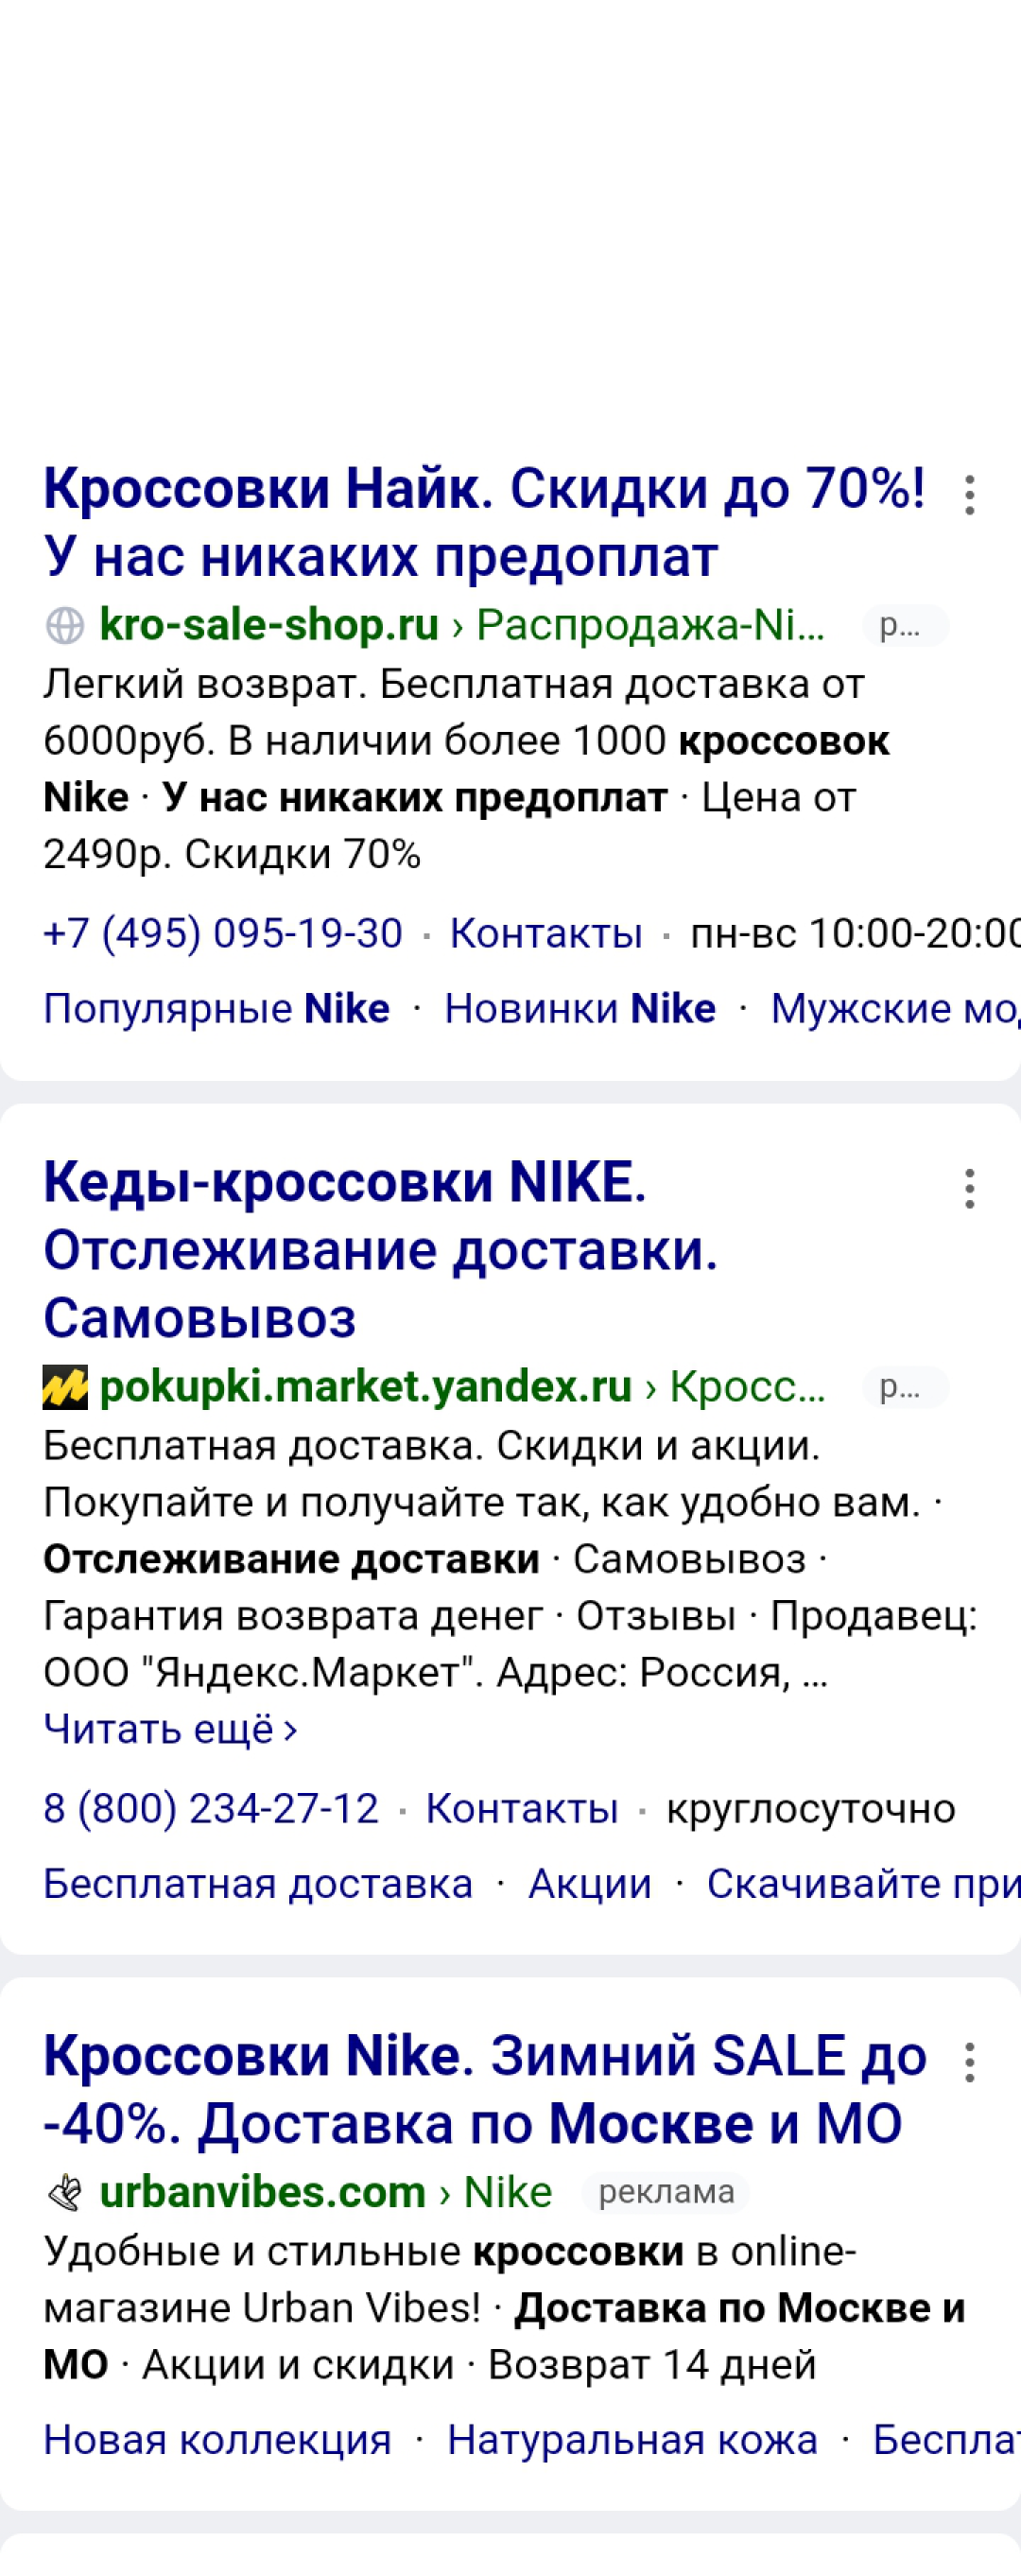 Кроссовки Найк. Скидки до 70%!
У нас никаких предоплат
kro-sale-shop.ru › Распродажа-Ni... р...
Легкий возврат. Бесплатная доставка от
6000руб. В наличии более 1000 кроссовок
Nike · У нас никаких предоплат · Цена от
2490р. Скидки 70%
+7 (495) 095-19-30 · Контакты · пн-вс 10:00-20:00
Популярные Nike · Новинки Nike · Мужские мо
Кеды-кроссовки NIKE.
Отслеживание доставки.
Самовывоз
pokupki.market.yandex.ru › Кросс... р...
Бесплатная доставка. Скидки и акции.
Покупайте и получайте так, как удобно вам. ·
Отслеживание доставки · Самовывоз ·
Гарантия возврата денег · Отзывы · Продавец:
ООО "Яндекс.Маркет". Адрес: Россия, ...
Читать ещё ›
8 (800) 234-27-12 · Контакты · круглосуточно
Бесплатная доставка · Акции · Скачивайте при
Кроссовки Nike. Зимний SALE до
-40%. Доставка по Москве и МО
urbanvibes.com › Nike реклама
Удобные и стильные кроссовки в online-
магазине Urban Vibes! · Доставка по Москве и
МО · Акции и скидки · Возврат 14 дней
Новая коллекция · Натуральная кожа · Беспла